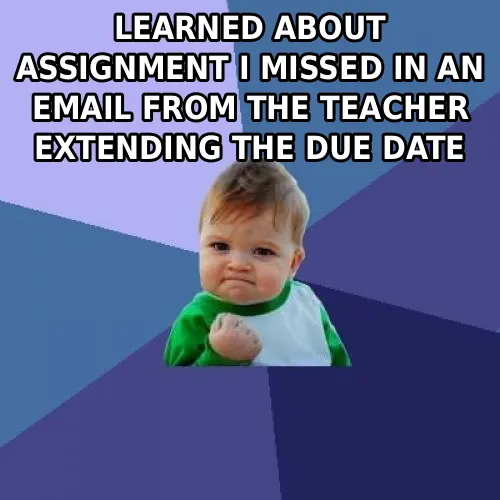 LEARNED ABOUT
ASSIGNMENT I MISSED IN AN
EMAIL FROM THE TEACHER
EXTENDING THE DUE DATE